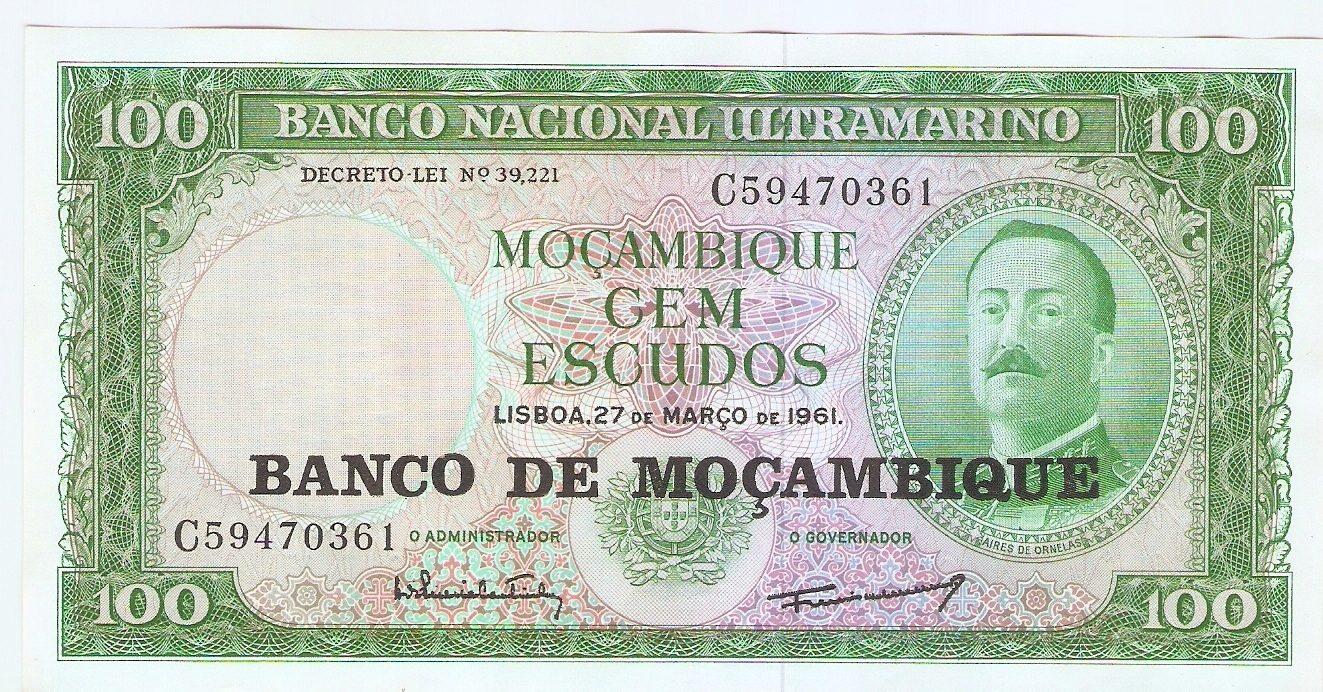 100 BANCO NACIONAL ULTRAMARINO 100
DECRETO-LEI Nº 39,221
C59470361
MOÇAMBIQUE
CEM
ESCUDOS
LISBOA, 27 DE MARÇO DE 1961.
BANCO DE MOÇAMBIQUE
C59470361
O ADMINISTRADOR
O GOVERNADOR
AIRES DE ORNELAS
100 100